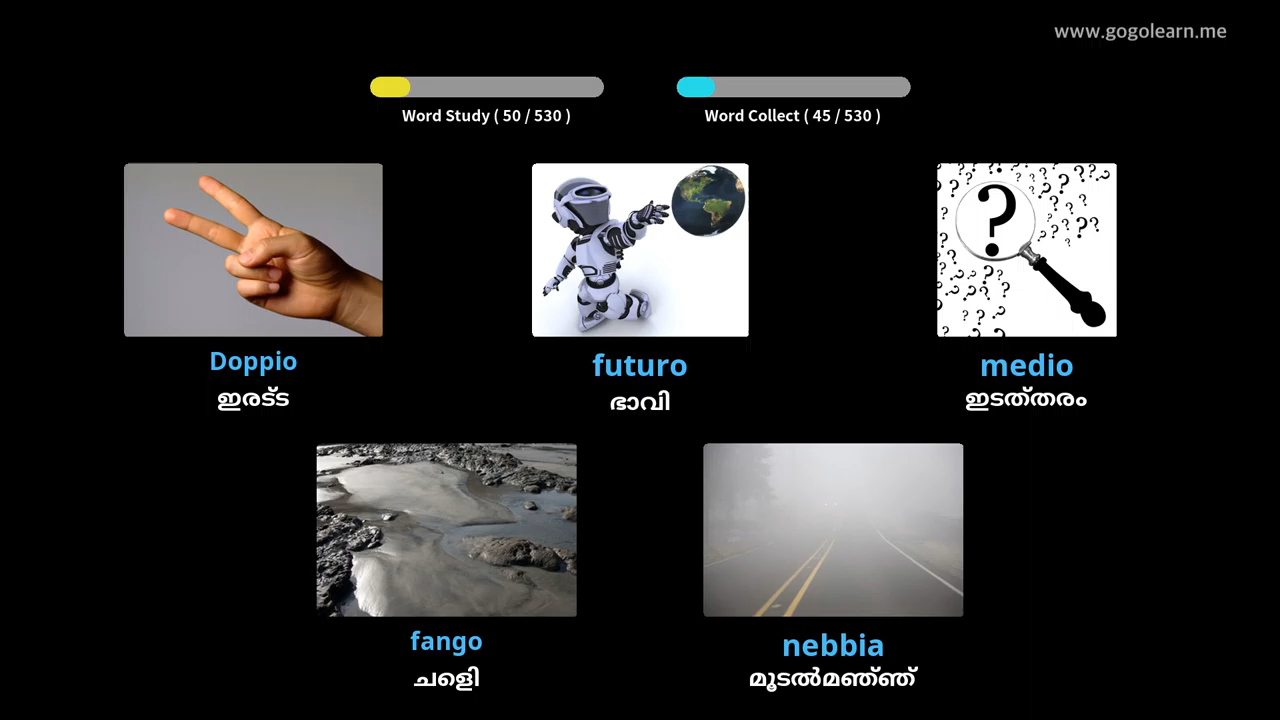 www.gogolearn.me
Word Study ( 50 / 530 )
Word Collect ( 45 / 530 )
Doppio
ഇരട്ട
futuro
ഭാവി
medio
ഇടത്തരം
fango
ചളി
nebbia
മൂടൽമഞ്ഞ്